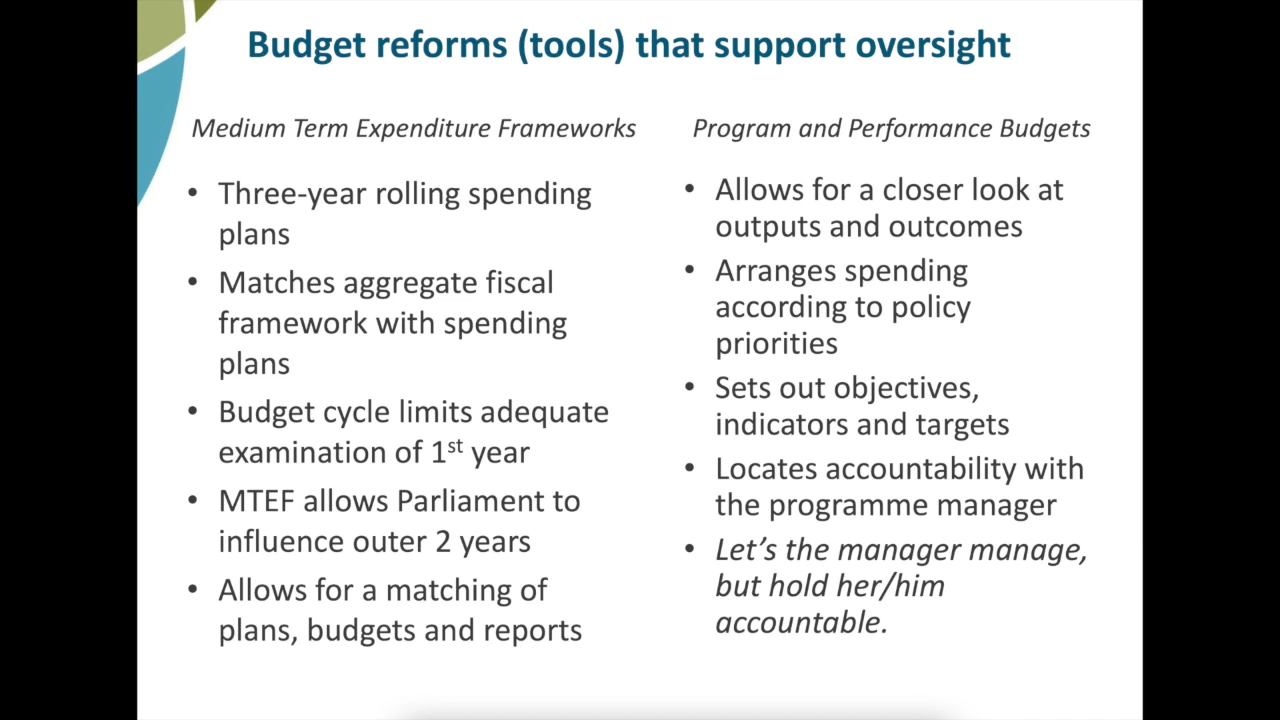 Budget reforms (tools) that support oversight
Medium Term Expenditure Frameworks
• Three-year rolling spending
plans
• Matches aggregate fiscal
framework with spending
plans
• Budget cycle limits adequate
examination of 1st year
• MTEF allows Parliament to
influence outer 2 years
• Allows for a matching of
plans, budgets and reports
Program and Performance Budgets
• Allows for a closer look at
outputs and outcomes
• Arranges spending
according to policy
priorities
• Sets out objectives,
indicators and targets
• Locates accountability with
the programme manager
• Let’s the manager manage,
but hold her/him
accountable.